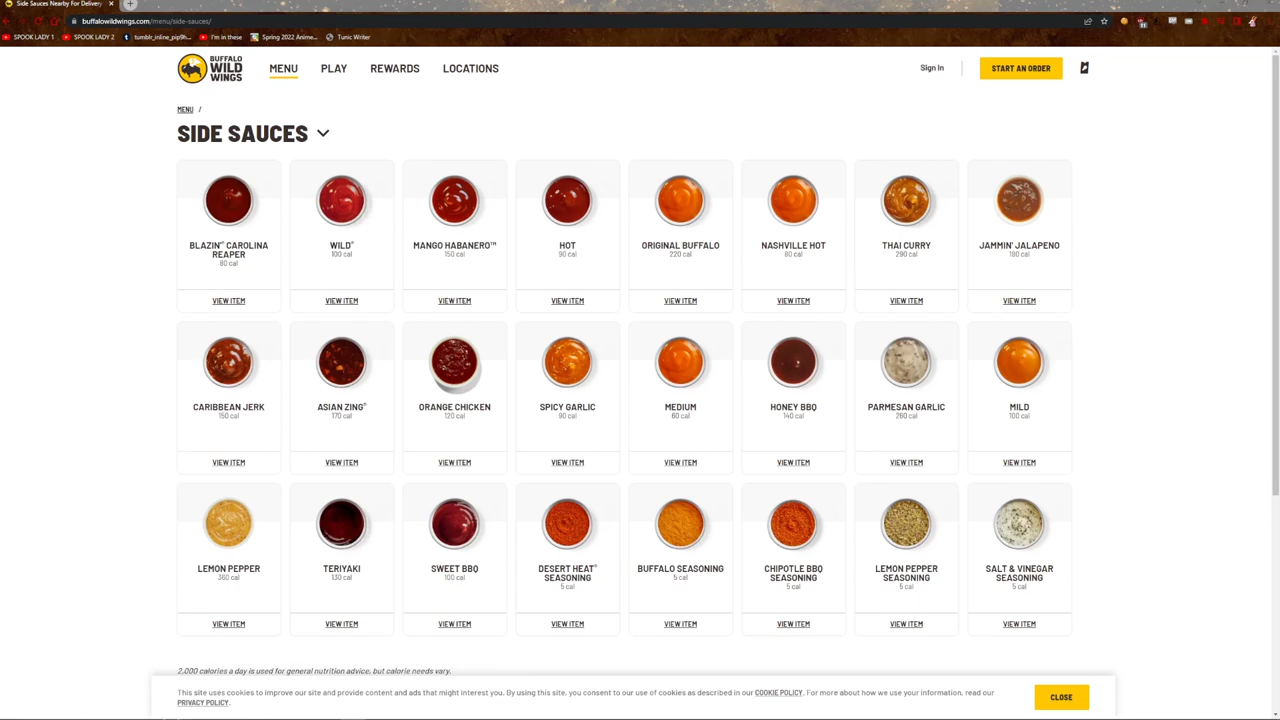 Side Sauces Nearby For Delivery
buffalowildwings.com/menu/side-sauces/
SPOOK LADY 1 SPOOK LADY 2 tumblr_inline_pip9h... I'm in these Spring 2022 Anime... Tunic Writer
BUFFALO
WILD
WINGS
MENU PLAY REWARDS LOCATIONS
Sign In
START AN ORDER
MENU /
SIDE SAUCES
BLAZIN'® CAROLINA REAPER
80 cal
VIEW ITEM
WILD®
100 cal
VIEW ITEM
MANGO HABANERO™
150 cal
VIEW ITEM
HOT
90 cal
VIEW ITEM
ORIGINAL BUFFALO
220 cal
VIEW ITEM
NASHVILLE HOT
80 cal
VIEW ITEM
THAI CURRY
290 cal
VIEW ITEM
JAMMIN' JALAPENO
180 cal
VIEW ITEM
CARIBBEAN JERK
150 cal
VIEW ITEM
ASIAN ZING®
170 cal
VIEW ITEM
ORANGE CHICKEN
120 cal
VIEW ITEM
SPICY GARLIC
90 cal
VIEW ITEM
MEDIUM
60 cal
VIEW ITEM
HONEY BBQ
140 cal
VIEW ITEM
PARMESAN GARLIC
260 cal
VIEW ITEM
MILD
100 cal
VIEW ITEM
LEMON PEPPER
360 cal
VIEW ITEM
TERIYAKI
130 cal
VIEW ITEM
SWEET BBQ
100 cal
VIEW ITEM
DESERT HEAT®
SEASONING
5 cal
VIEW ITEM
BUFFALO SEASONING
5 cal
VIEW ITEM
CHIPOTLE BBQ
SEASONING
5 cal
VIEW ITEM
LEMON PEPPER
SEASONING
5 cal
VIEW ITEM
SALT & VINEGAR
SEASONING
5 cal
VIEW ITEM
2,000 calories a day is used for general nutrition advice, but calorie needs vary.
This site uses cookies to improve our site and provide content and ads that might interest you. By using this site, you consent to our use of cookies as described in our COOKIE POLICY. For more about how we use your information, read our
PRIVACY POLICY.
CLOSE